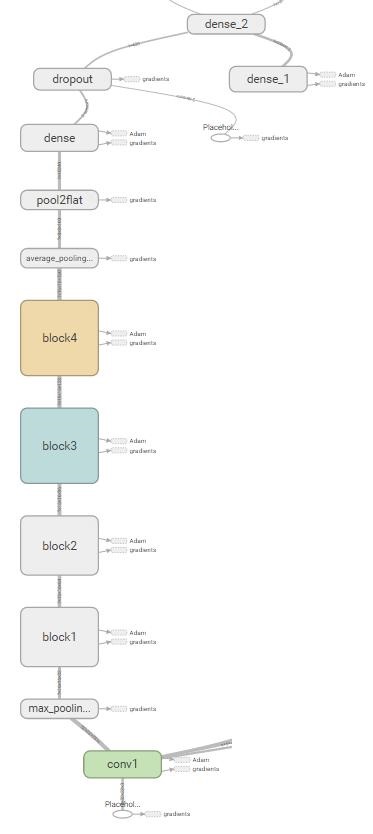 dense_2
dropout
gradients
dense_1
Adam
gradients
Placehol...
gradients
dense
Adam
gradients
pool2flat
gradients
average_pooling...
gradients
block4
Adam
gradients
block3
Adam
gradients
block2
Adam
gradients
block1
Adam
gradients
max_poolin...
gradients
conv1
Adam
gradients
Placehol...
gradients